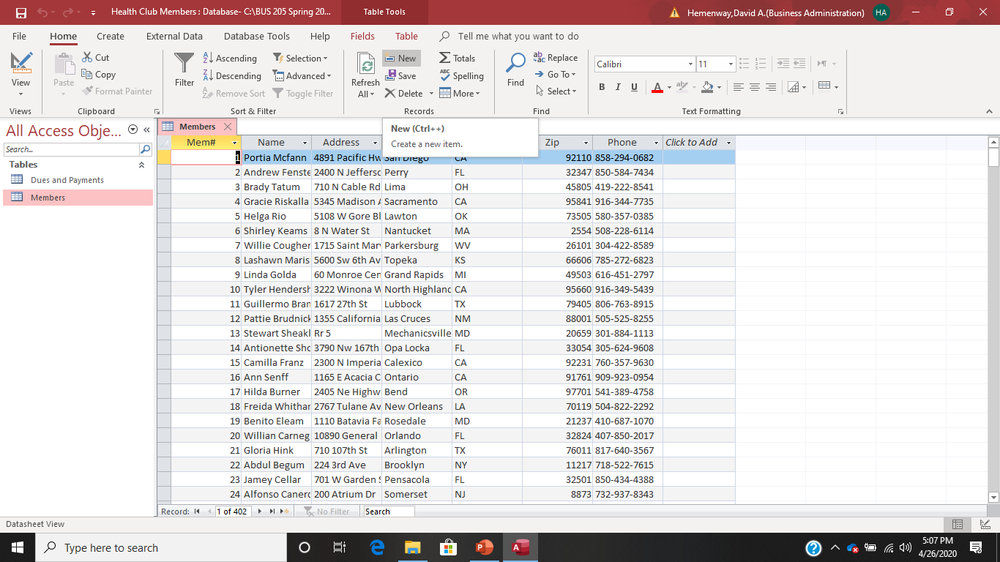 Health Club Members : Database- C:\BUS 205 Spring 20...
Table Tools
Hemenway,David A.(Business Administration)
HA
File Home Create External Data Database Tools Help Fields Table Tell me what you want to do
View
Views
Paste
Cut
Copy
Format Painter
Clipboard
Filter
Ascending
Descending
Remove Sort
Selection
Advanced
Toggle Filter
Sort & Filter
Refresh
All
New
Save
Delete
Totals
Spelling
More
Records
Find
Replace
Go To
Select
Find
Calibri 11
B I U A
Text Formatting
New (Ctrl++)
Create a new item.
All Access Obje...
Search...
Tables
Dues and Payments
Members
Members
Mem# Name Address Zip Phone Click to Add
1 Portia Mcfann 4891 Pacific Hw San Diego CA 92110 858-294-0682
2 Andrew Fenste 2400 N Jefferso Perry FL 32347 850-584-7434
3 Brady Tatum 710 N Cable Rd Lima OH 45805 419-222-8541
4 Gracie Riskalla 5345 Madison A Sacramento CA 95841 916-344-7735
5 Helga Rio 5108 W Gore Bl Lawton OK 73505 580-357-0385
6 Shirley Keams 8 N Water St Nantucket MA 2554 508-228-6114
7 Willie Cougher 1715 Saint Mary Parkersburg WV 26101 304-422-8589
8 Lashawn Maris 5600 Sw 6th Av Topeka KS 66606 785-272-6823
9 Linda Golda 60 Monroe Cen Grand Rapids MI 49503 616-451-2797
10 Tyler Hendersh 3222 Winona W North Highland CA 95660 916-349-5439
11 Guillermo Bran 1617 27th St Lubbock TX 79405 806-763-8915
12 Pattie Brudnick 1355 California Las Cruces NM 88001 505-525-8255
13 Stewart Sheakl Rr 5 Mechanicsville MD 20659 301-884-1113
14 Antionette Sho 3790 Nw 167th Opa Locka FL 33054 305-624-9608
15 Camilla Franz 2300 N Imperia Calexico CA 92231 760-357-9630
16 Ann Senff 1165 E Acacia C Ontario CA 91761 909-923-0954
17 Hilda Burner 2405 Ne Highw Bend OR 97701 541-389-4758
18 Freida Whithar 2767 Tulane Av New Orleans LA 70119 504-822-2292
19 Benito Eleam 1110 Batavia Fa Rosedale MD 21237 410-687-1070
20 Willian Carneg 10890 General Orlando FL 32824 407-850-2017
21 Gloria Hink 710 107th St Arlington TX 76011 817-640-3567
22 Abdul Begum 224 3rd Ave Brooklyn NY 11217 718-522-7615
23 Jamey Cellar 701 W Garden S Pensacola FL 32501 850-434-4388
24 Alfonso Canero 200 Atrium Dr Somerset NJ 8873 732-937-8343
Record: 1 of 402 No Filter Search
Datasheet View
Type here to search
5:07 PM
4/26/2020